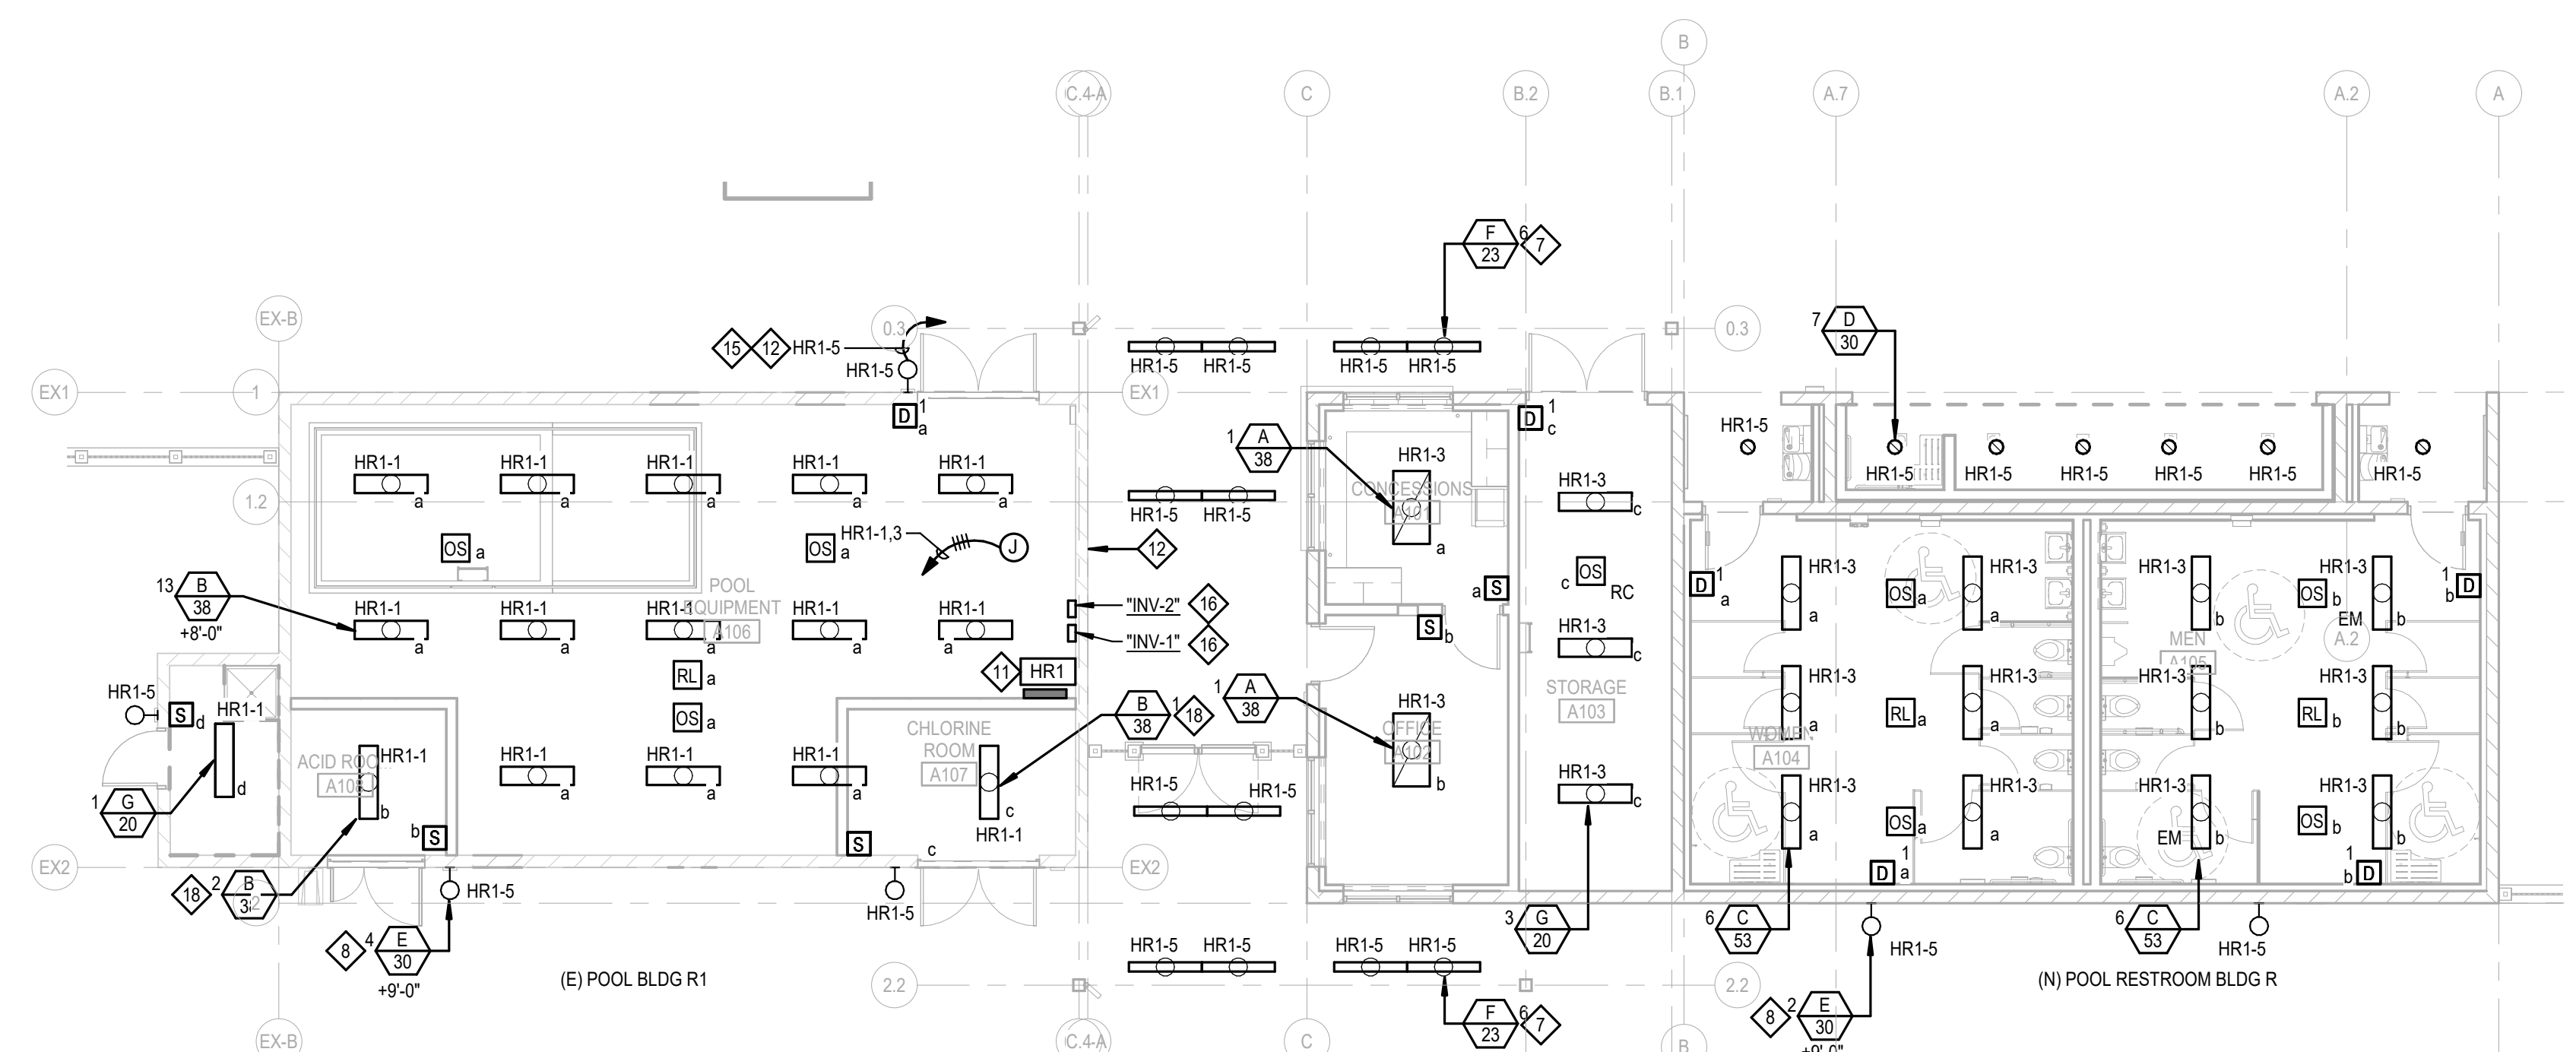 B
C.4-A
C
B.2
B.1
A.7
A.2
A
F
23
6
7
EX-B
0.3
15
12
HR1-5
HR1-5
0.3
7
D
30
HR1-5
HR1-5
HR1-5
HR1-5
EX1
1
EX1
D
1
a
D
1
c
1
A
38
HR1-5
HR1-1
HR1-1
HR1-1
HR1-1
HR1-1
HR1-3
HR1-5
HR1-5
HR1-5
HR1-5
HR1-5
HR1-5
a
a
a
a
a
1.2
HR1-5
HR1-5
CONCESSIONS
A101
a
HR1-3
c
OS
a
OS
a
HR1-1,3
J
12
OS
c
RC
13
B
38
+8'-0"
POOL
EQUIPMENT
A106
HR1-1
HR1-1
HR1-1
HR1-1
HR1-1
a
a
a
a
a
"INV-2"
16
"INV-1"
16
S
a
S
b
HR1-3
c
D
1
a
HR1-3
HR1-3
OS
a
a
a
HR1-3
HR1-3
OS
b
EM
b
b
D
1
b
MEN
A105
A.2
RL
a
11
HR1
HR1-5
S
d
HR1-1
d
OS
a
1
G
20
ACID ROO
HR1-1
b
b
S
HR1-1
HR1-1
HR1-1
a
a
a
CHLORINE
ROOM
A107
c
HR1-1
S
c
B
38
1
18
1
A
38
HR1-3
OFFICE
A102
b
HR1-5
HR1-5
STORAGE
A103
HR1-3
c
HR1-3
HR1-3
RL
a
a
a
WOMEN
A104
HR1-3
HR1-3
RL
b
b
b
HR1-3
HR1-3
OS
a
a
a
HR1-3
HR1-3
OS
b
EM
b
b
D
1
a
D
1
b
EX2
EX2
18
2
B
HR1-5
HR1-5
8
4
E
30
+9'-0"
(E) POOL BLDG R1
HR1-5
HR1-5
HR1-5
HR1-5
3
G
20
6
C
53
6
C
53
HR1-5
HR1-5
(N) POOL RESTROOM BLDG R
2.2
2.2
F
23
6
7
8
2
E
30
+9'-0"
EX-B
C.4-A
C
B